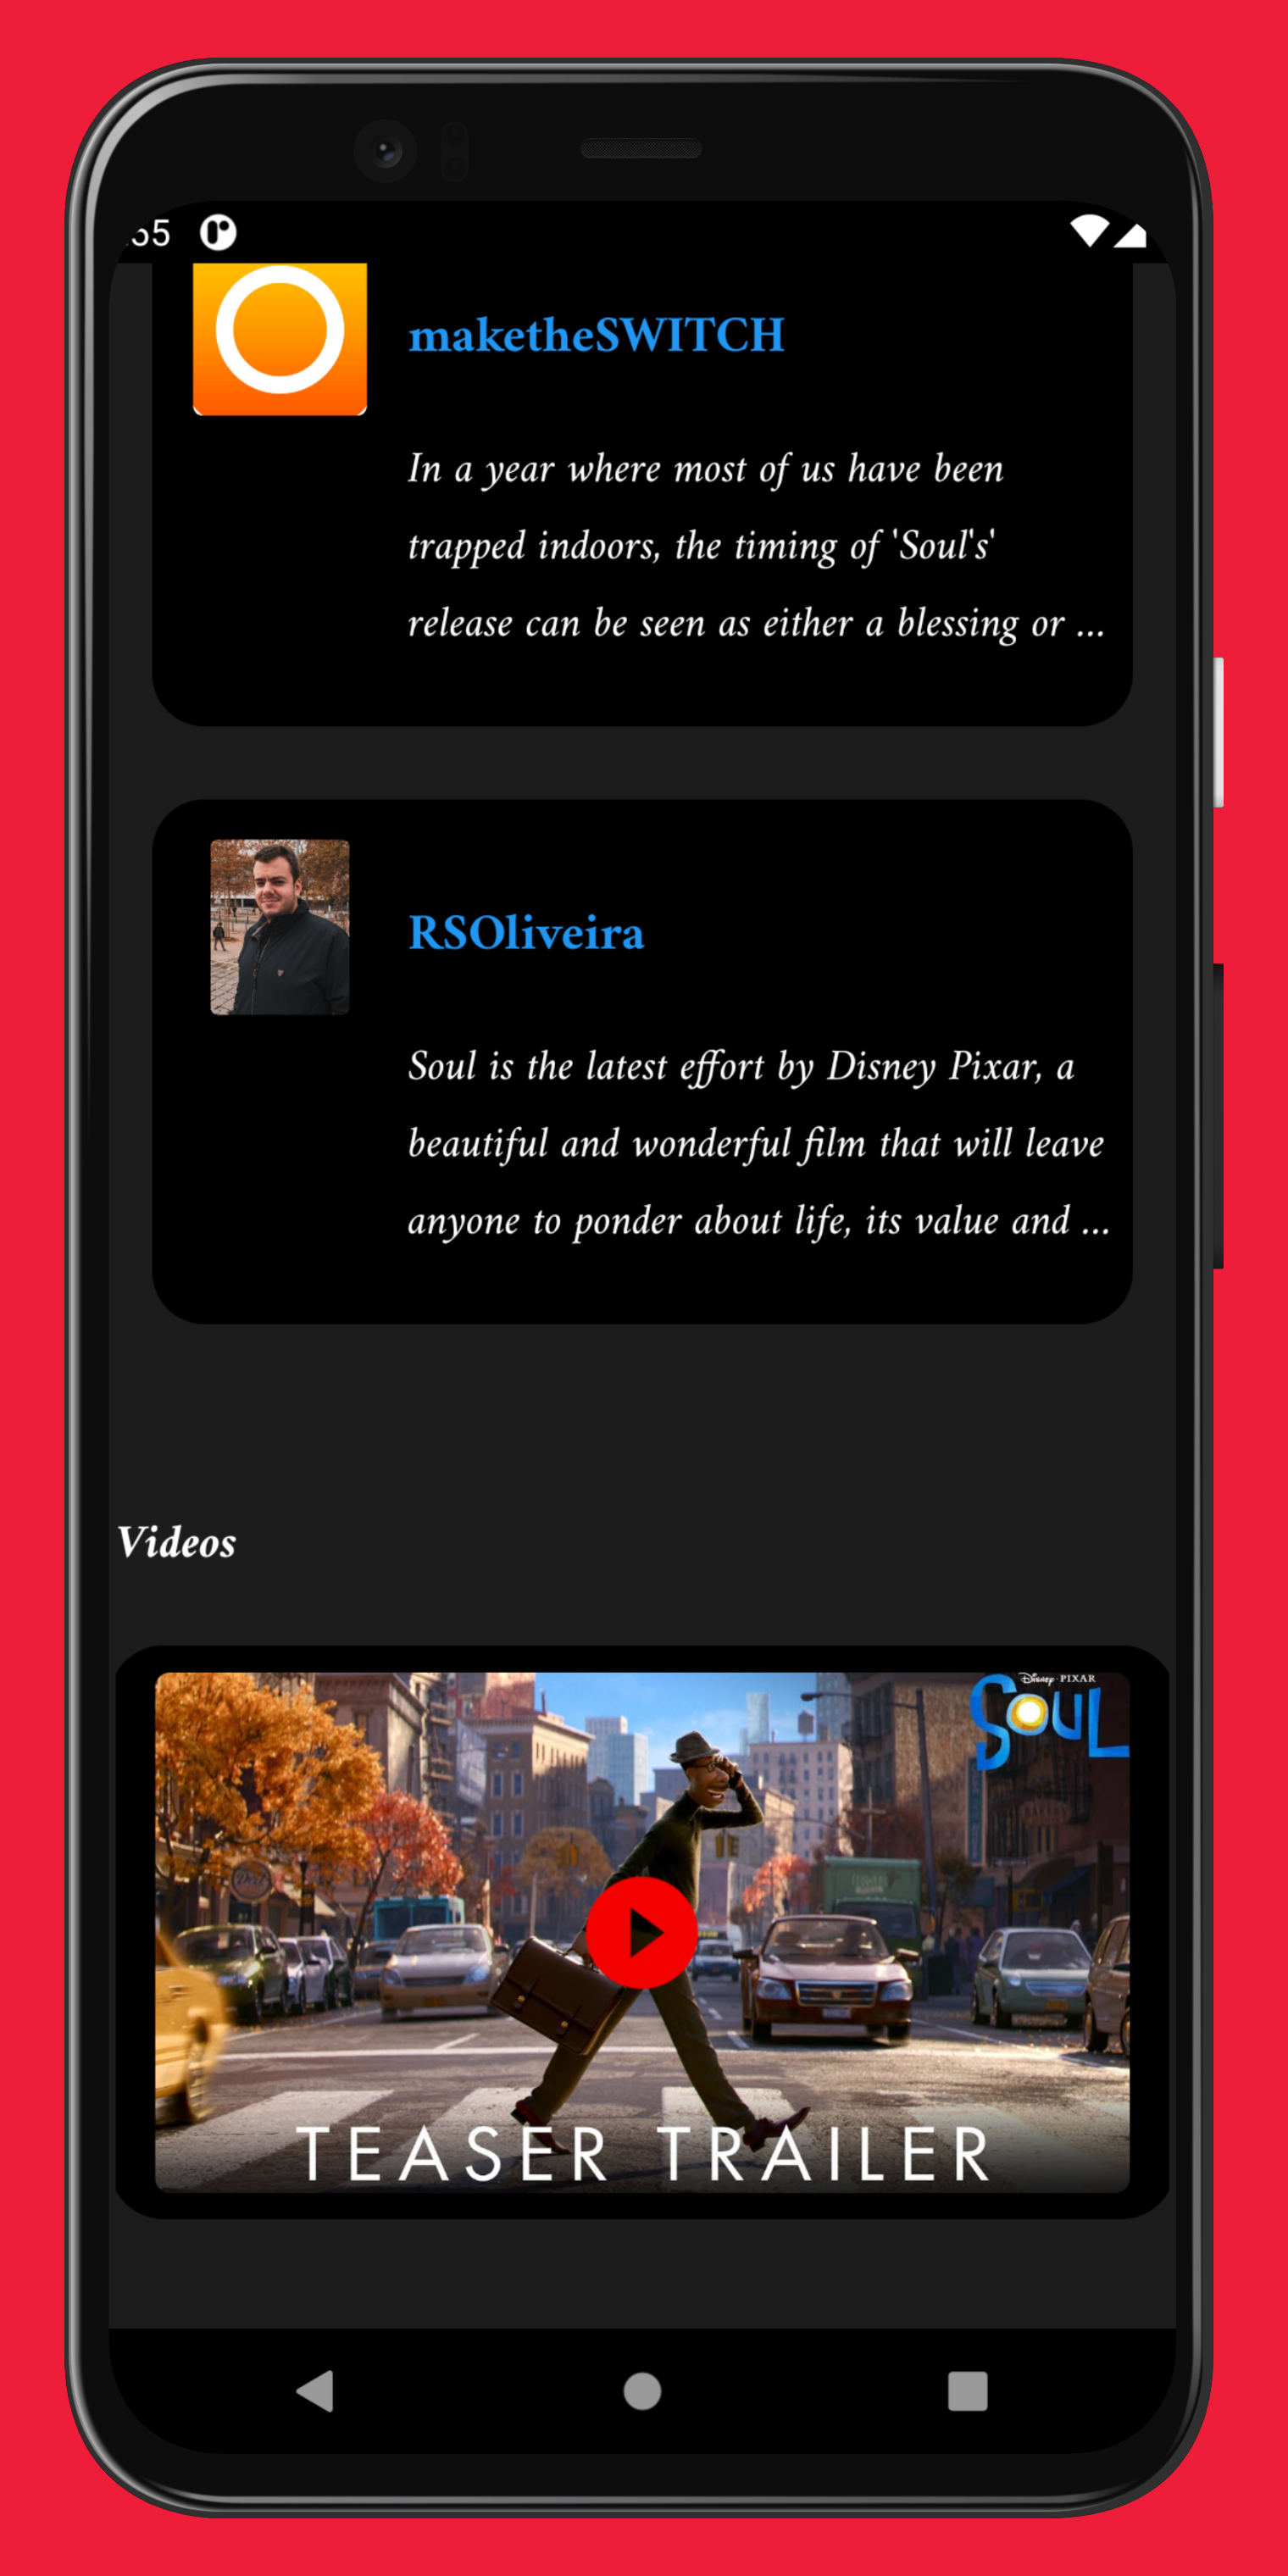 55
maketheSWITCH
In a year where most of us have been
trapped indoors, the timing of 'Soul's'
release can be seen as either a blessing or ...
RSOliveira
Soul is the latest effort by Disney Pixar, a
beautiful and wonderful film that will leave
anyone to ponder about life, its value and ...
Videos
Disney · PIXAR
SOUL
BAKERY
TEASER TRAILER